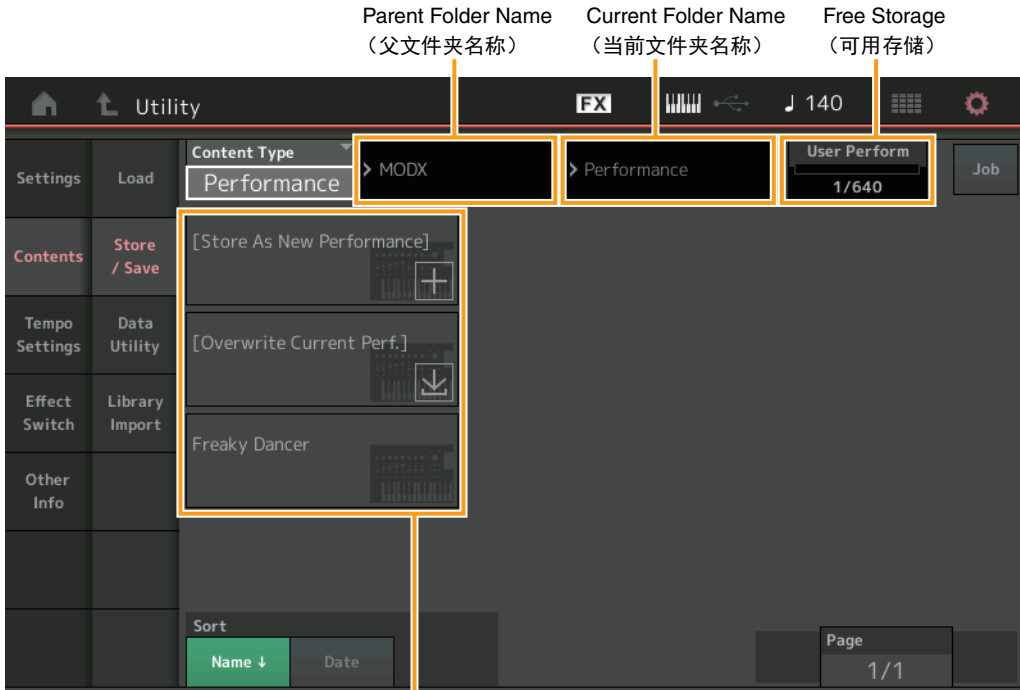 Parent Folder Name
（父文件夹名称）
Current Folder Name
（当前文件夹名称）
Free Storage
（可用存储）
Utility
FX
140
Settings
Load
Content Type
Performance
MODX
Performance
User Perform
1/640
Job
Contents
Store
/ Save
[Store As New Performance]
Tempo
Settings
Data
Utility
[Overwrite Current Perf.]
Effect
Switch
Library
Import
Freaky Dancer
Other
Info
Sort
Name ↓
Date
Page
1/1